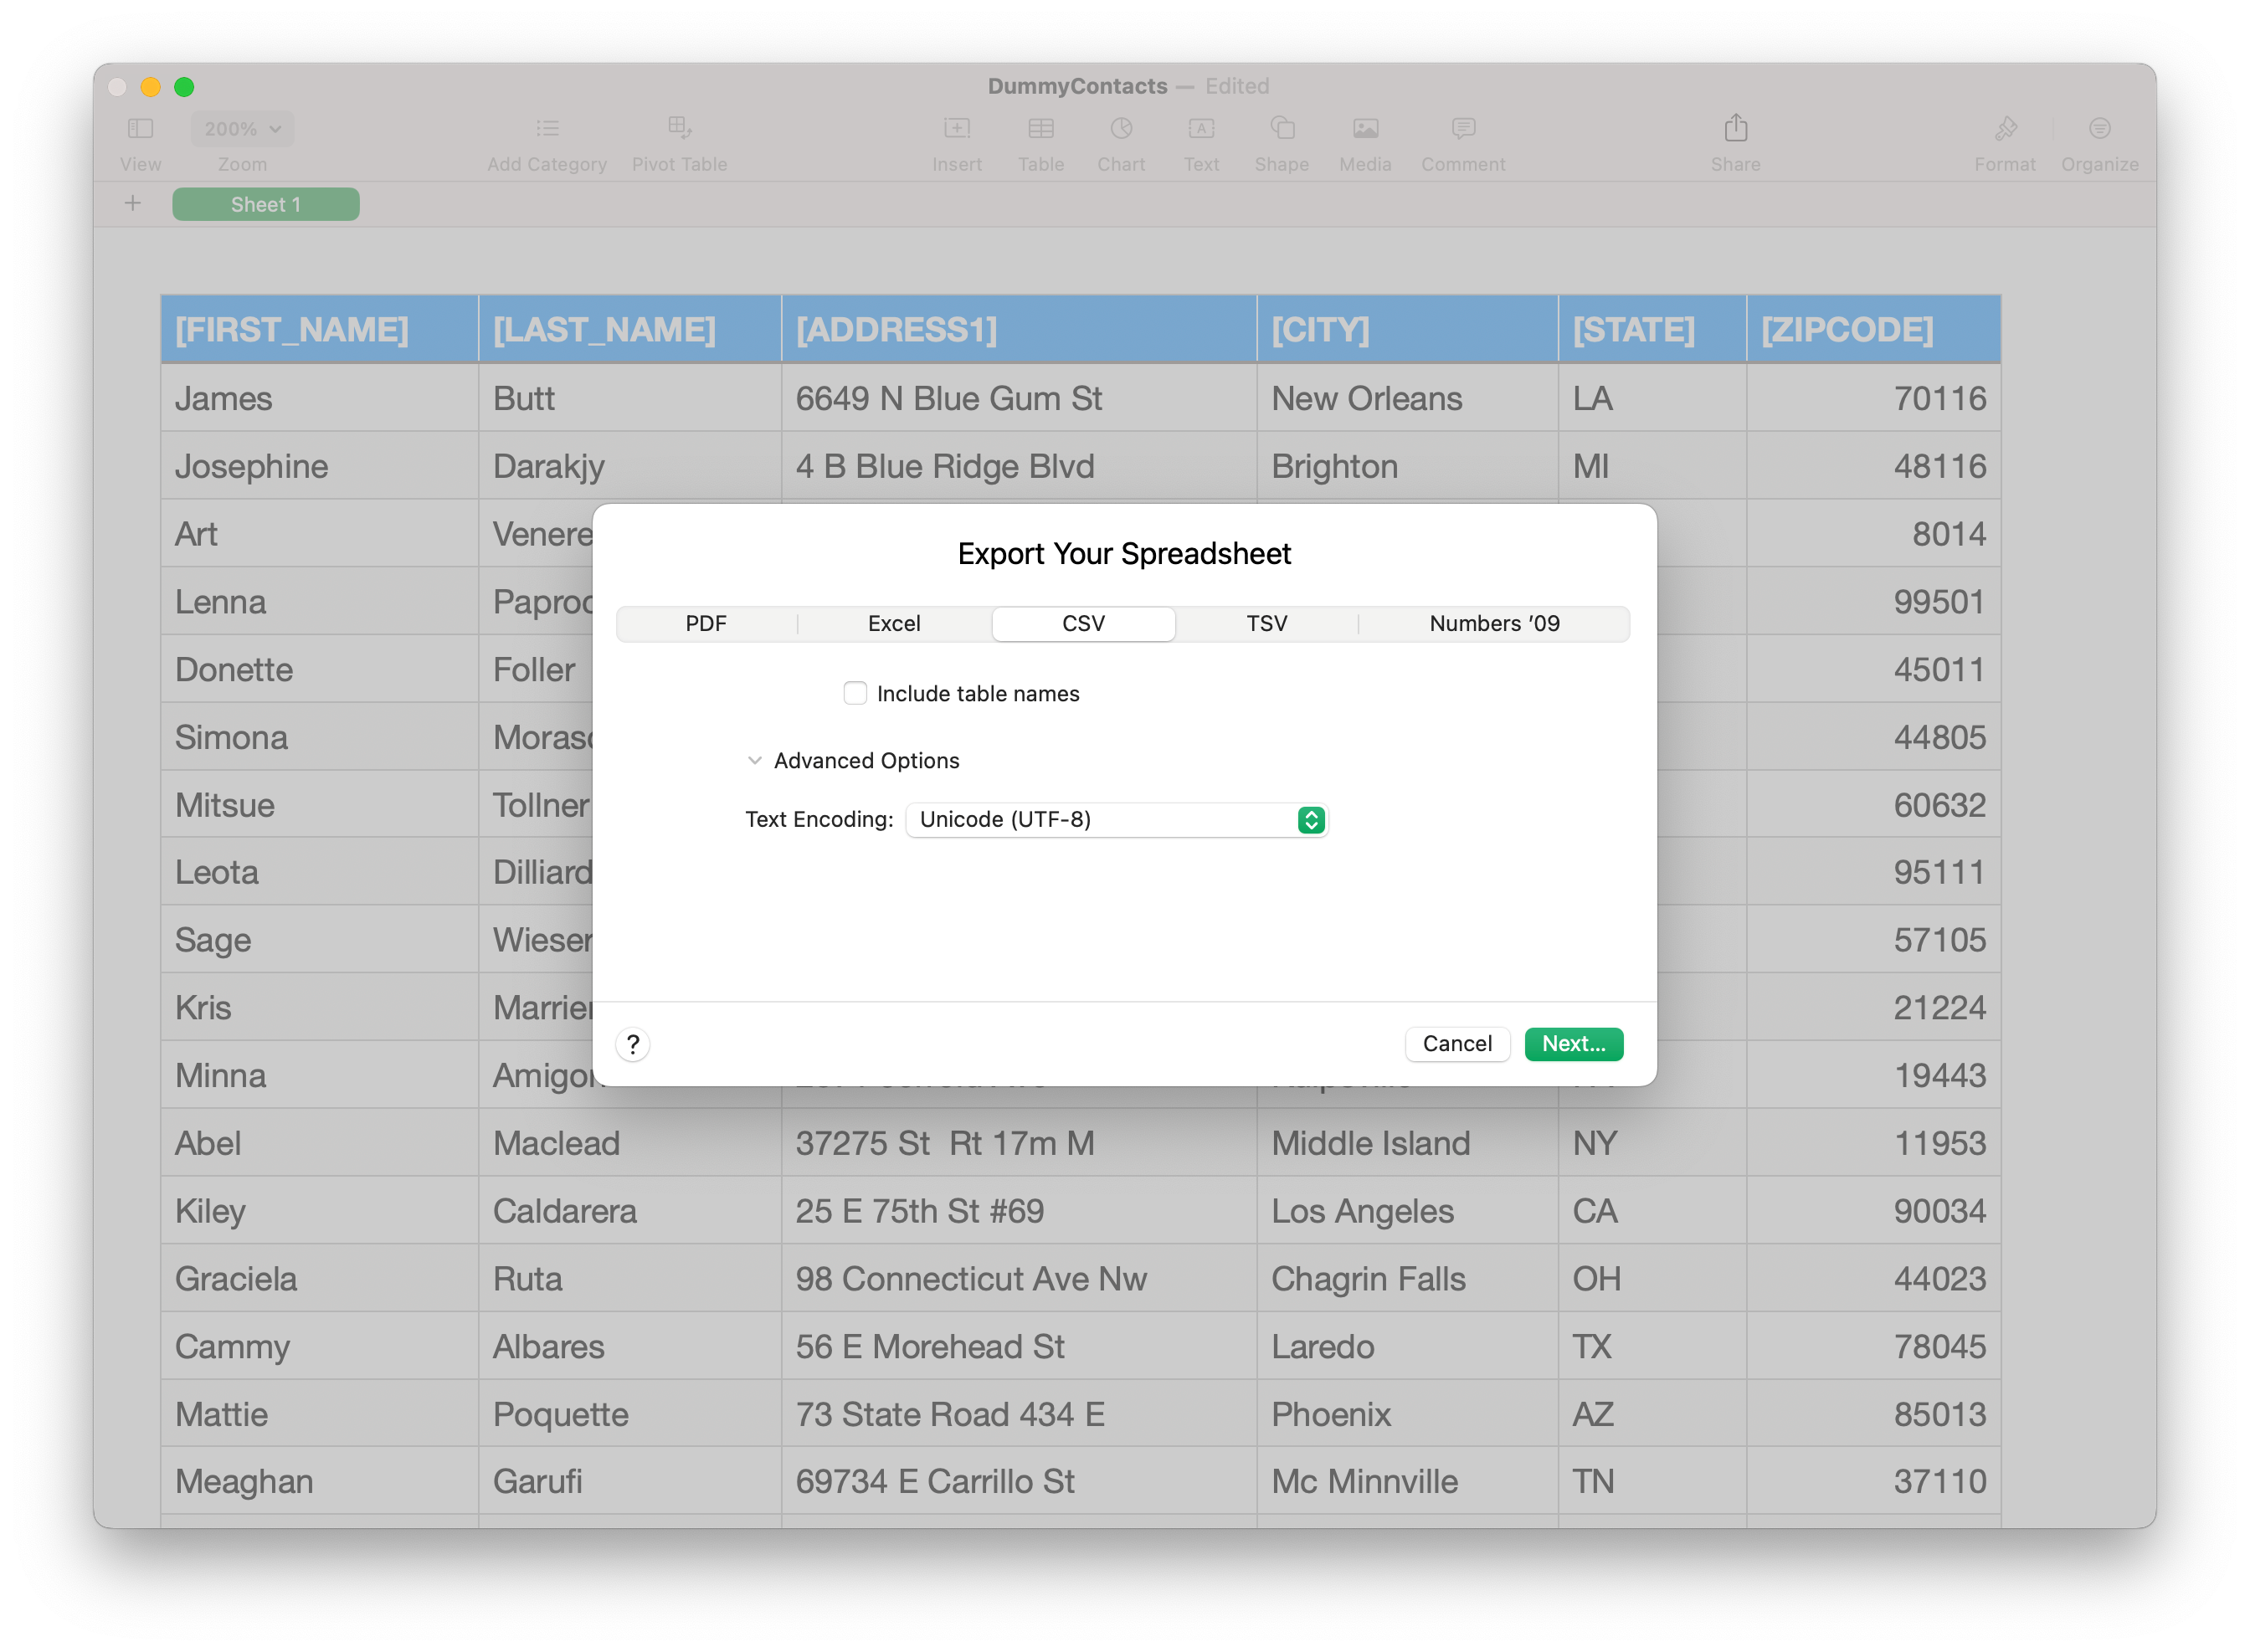 DummyContacts — Edited
200%
View Zoom Add Category Pivot Table Insert Table Chart Text Shape Media Comment Share Format Organize
+ Sheet 1
[FIRST_NAME] [LAST_NAME] [ADDRESS1] [CITY] [STATE] [ZIPCODE]
James Butt 6649 N Blue Gum St New Orleans LA 70116
Josephine Darakjy 4 B Blue Ridge Blvd Brighton MI 48116
Art Venere 8014
Lenna 99501
Donette Foller 45011
Simona 44805
Mitsue Tollner 60632
Leota Dilliard 95111
Sage Wieser 57105
Kris 21224
Minna 19443
Abel Maclead 37275 St  Rt 17m M Middle Island NY 11953
Kiley Caldarera 25 E 75th St #69 Los Angeles CA 90034
Graciela Ruta 98 Connecticut Ave Nw Chagrin Falls OH 44023
Cammy Albares 56 E Morehead St Laredo TX 78045
Mattie Poquette 73 State Road 434 E Phoenix AZ 85013
Meaghan Garufi 69734 E Carrillo St Mc Minnville TN 37110
Export Your Spreadsheet
PDF Excel CSV TSV Numbers ’09
Include table names
Advanced Options
Text Encoding: Unicode (UTF-8)
? Cancel Next...